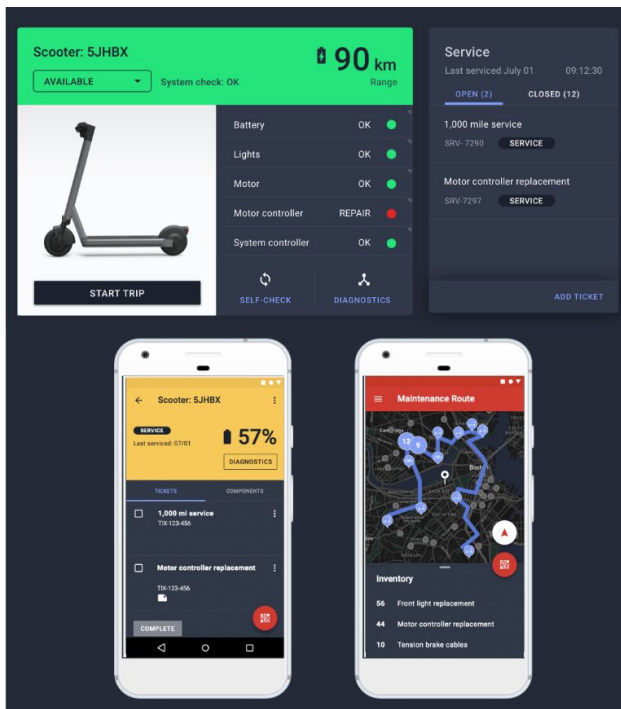 Scooter: 5JHBX
AVAILABLE
System check: OK
90 km
Range
Battery OK
Lights OK
Motor OK
Motor controller REPAIR
System controller OK
START TRIP
SELF-CHECK
DIAGNOSTICS
Service
Last serviced July 01 09:12:30
OPEN (2) CLOSED (12)
1,000 mile service
SRV- 7290 SERVICE
Motor controller replacement
SRV-7297 SERVICE
ADD TICKET
Scooter: 5JHBX
SERVICE
Last serviced: 07/01
57%
DIAGNOSTICS
TICKETS COMPONENTS
1,000 mi service
TIX-123-456
Motor controller replacement
TIX-123-456
COMPLETE
Maintenance Route
12
9
Inventory
56 Front light replacement
44 Motor controller replacement
10 Tension brake cables